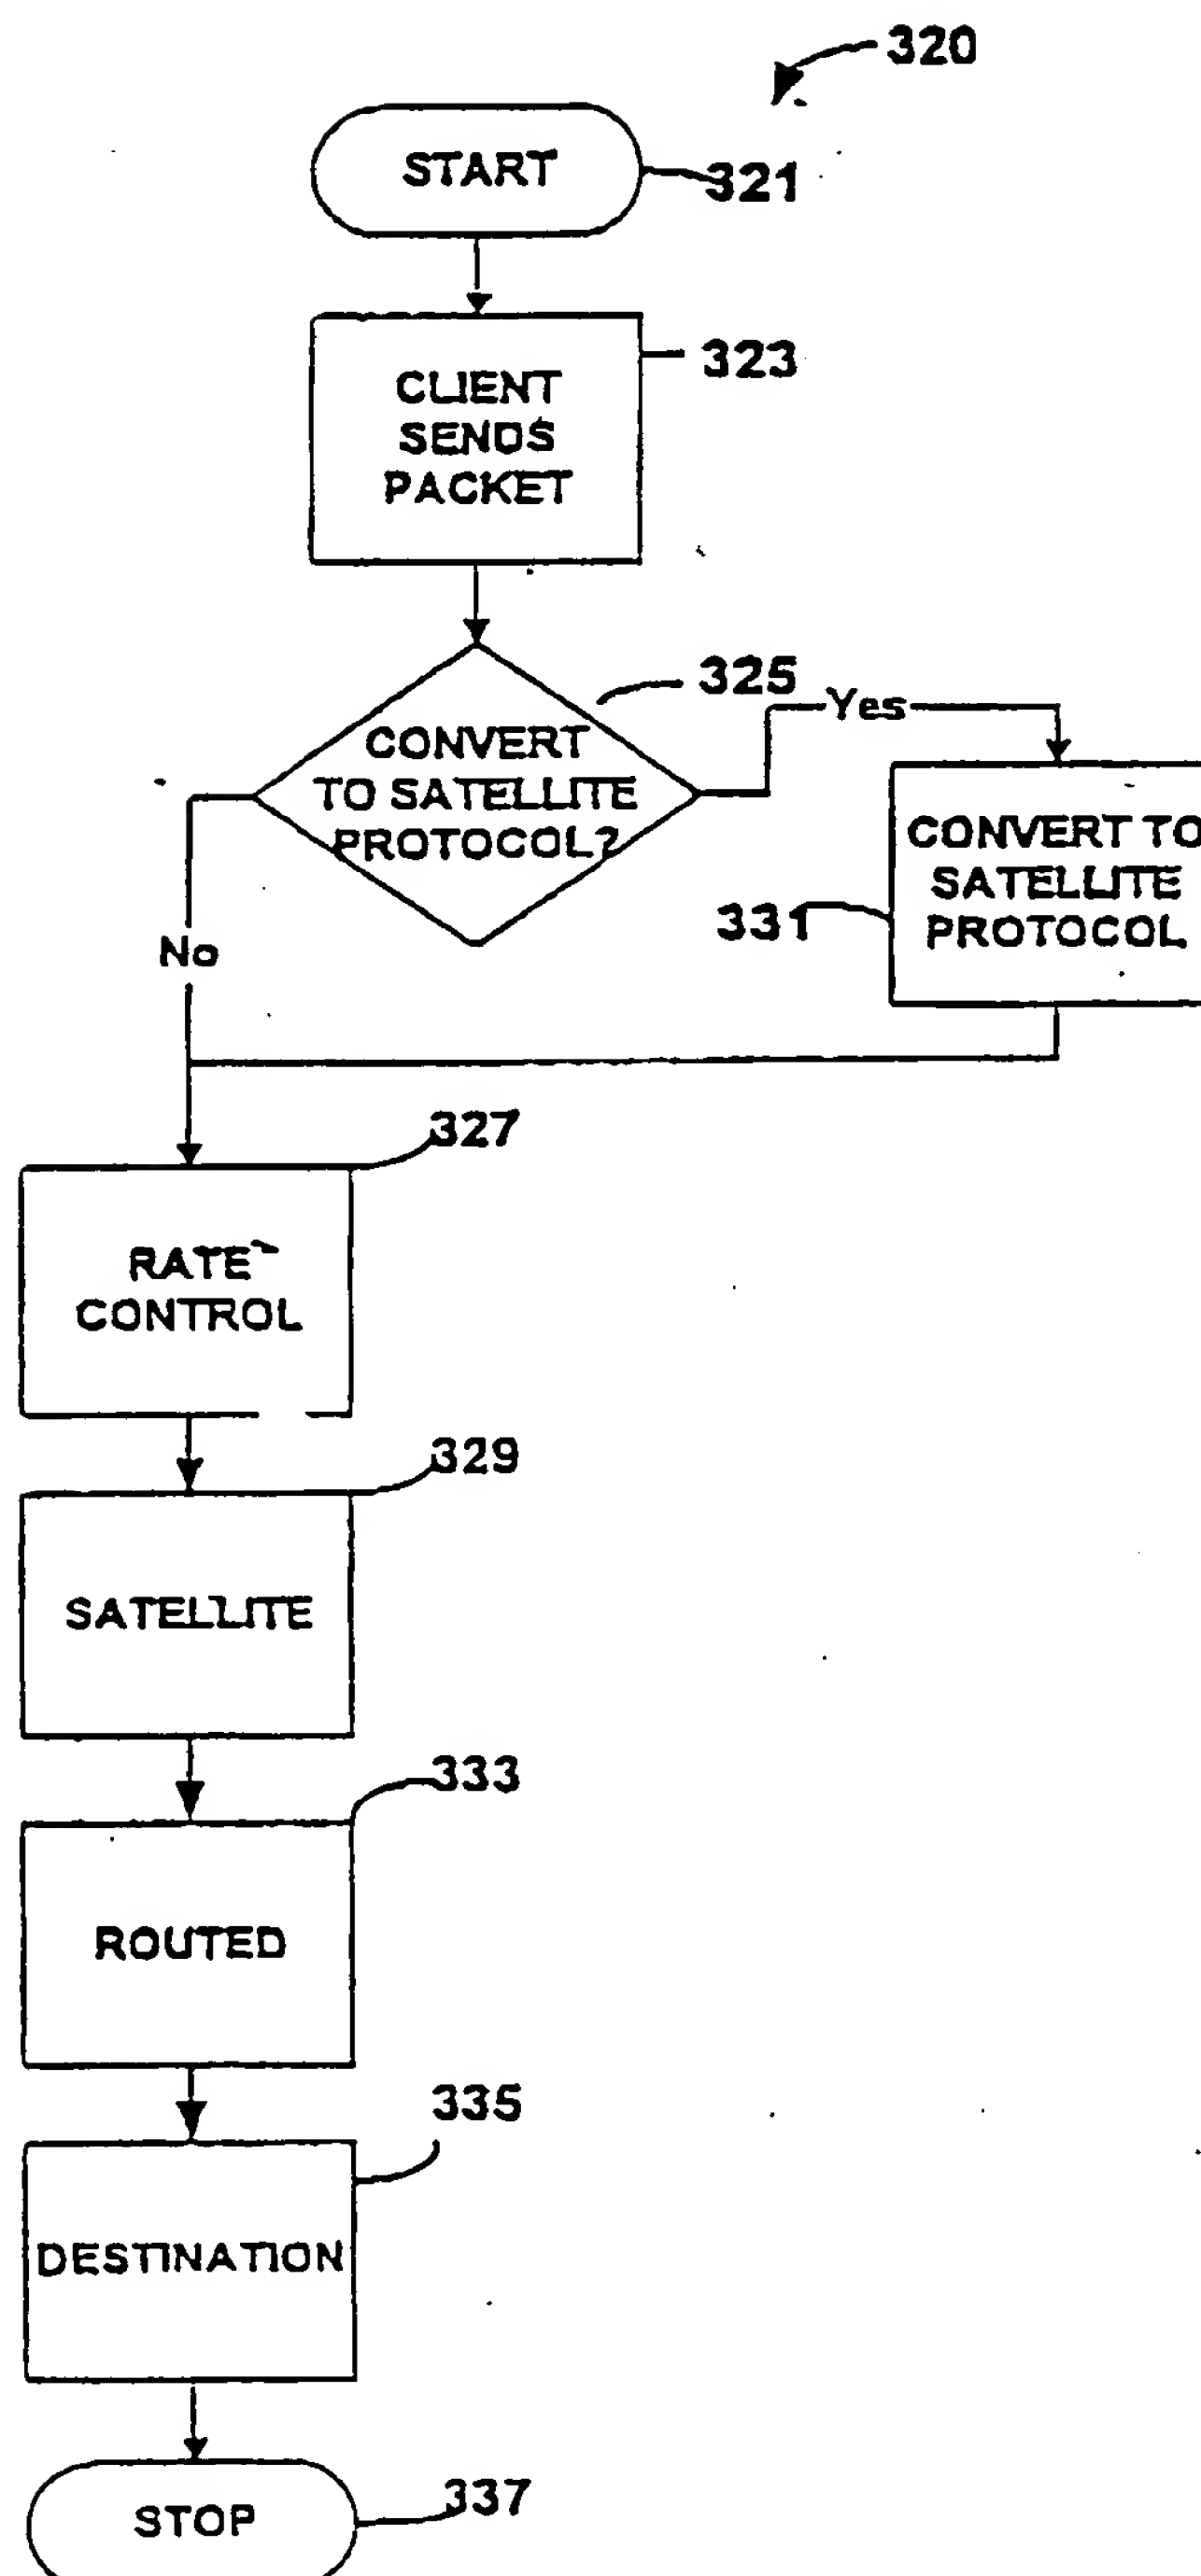 320
START
321
CLIENT
SENDS
PACKET
323
325
CONVERT
TO SATELLITE
PROTOCOL?
Yes
CONVERT TO
SATELLITE
PROTOCOL
331
No
327
RATE
CONTROL
329
SATELLITE
333
ROUTED
335
DESTINATION
STOP
337